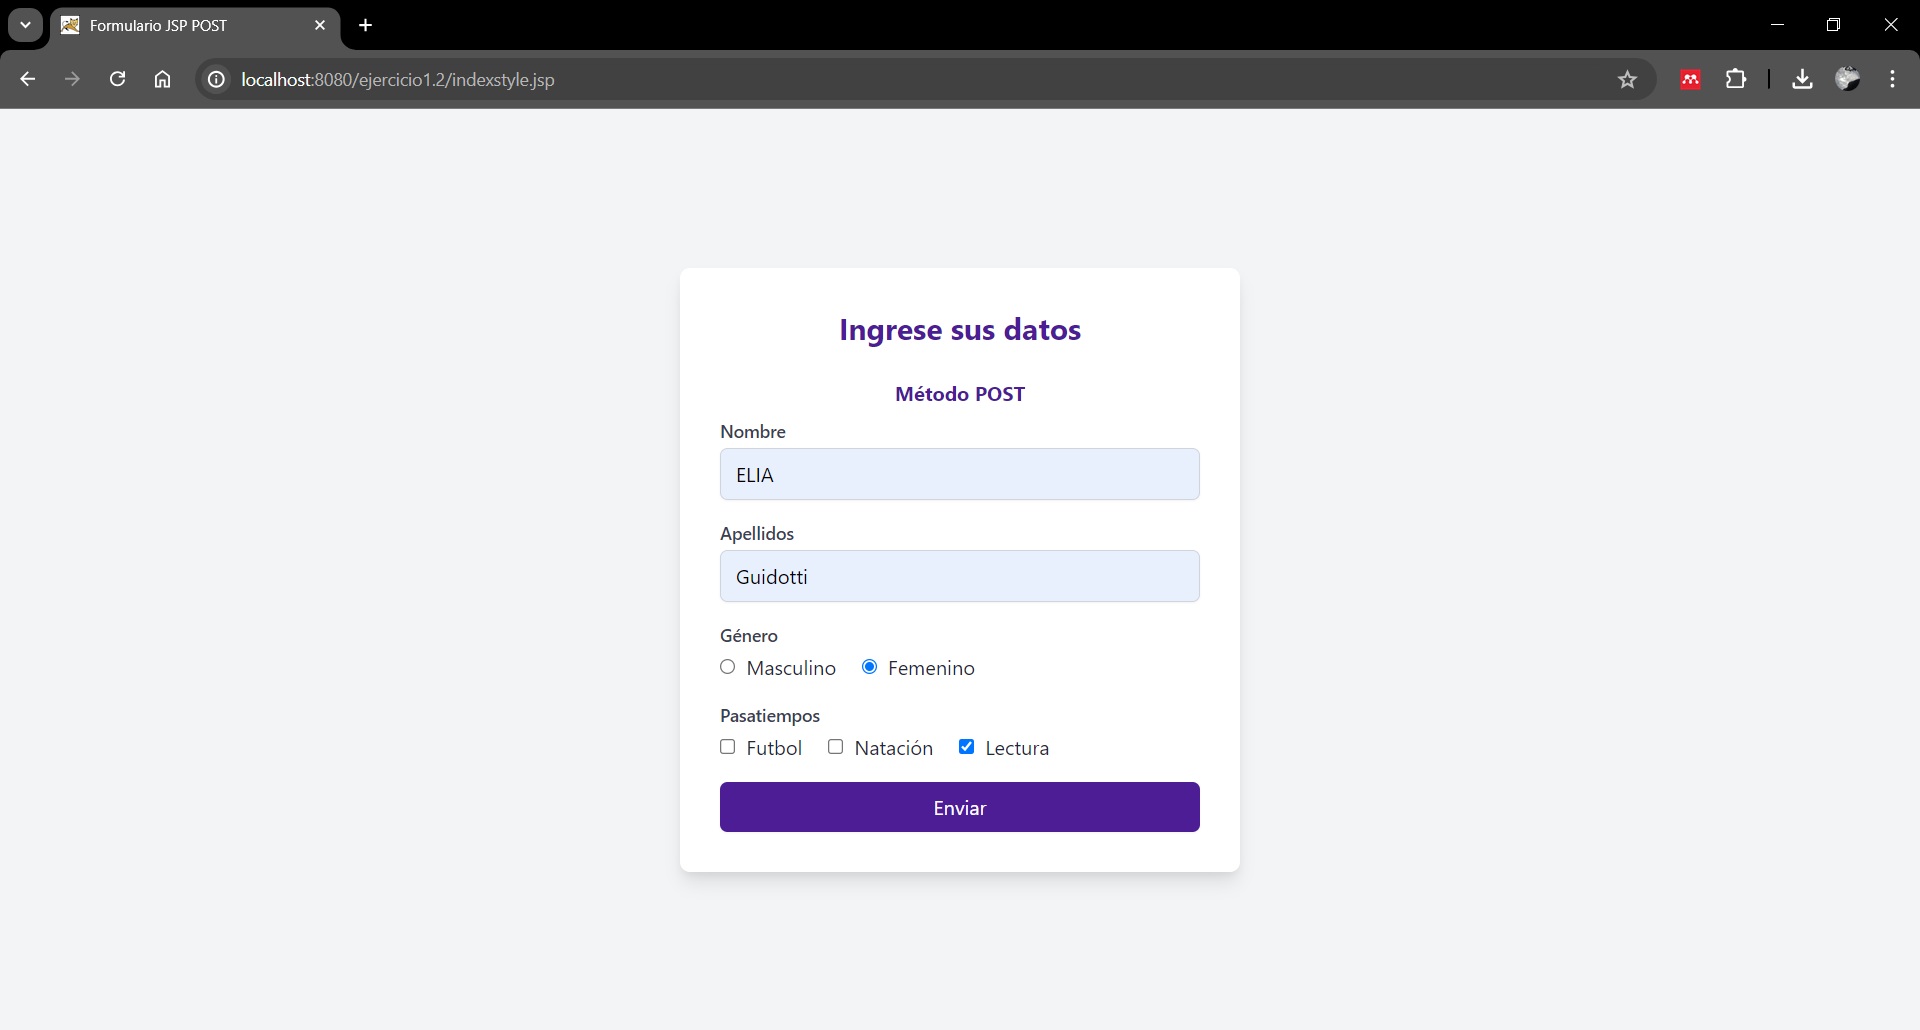 Formulario JSP POST
localhost:8080/ejercicio1.2/indexstyle.jsp
Ingrese sus datos
Método POST
Nombre
ELIA
Apellidos
Guidotti
Género
Masculino Femenino
Pasatiempos
Futbol Natación Lectura
Enviar